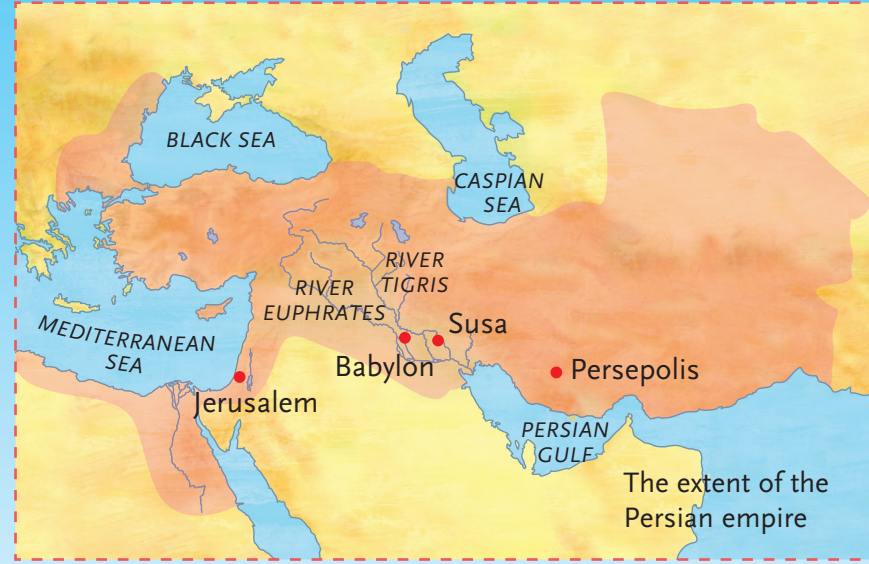 BLACK SEA
CASPIAN
SEA
RIVER
TIGRIS
RIVER
EUPHRATES
MEDITERRANEAN
SEA
Susa
Babylon
Persepolis
Jerusalem
PERSIAN
GULF
The extent of the
Persian empire